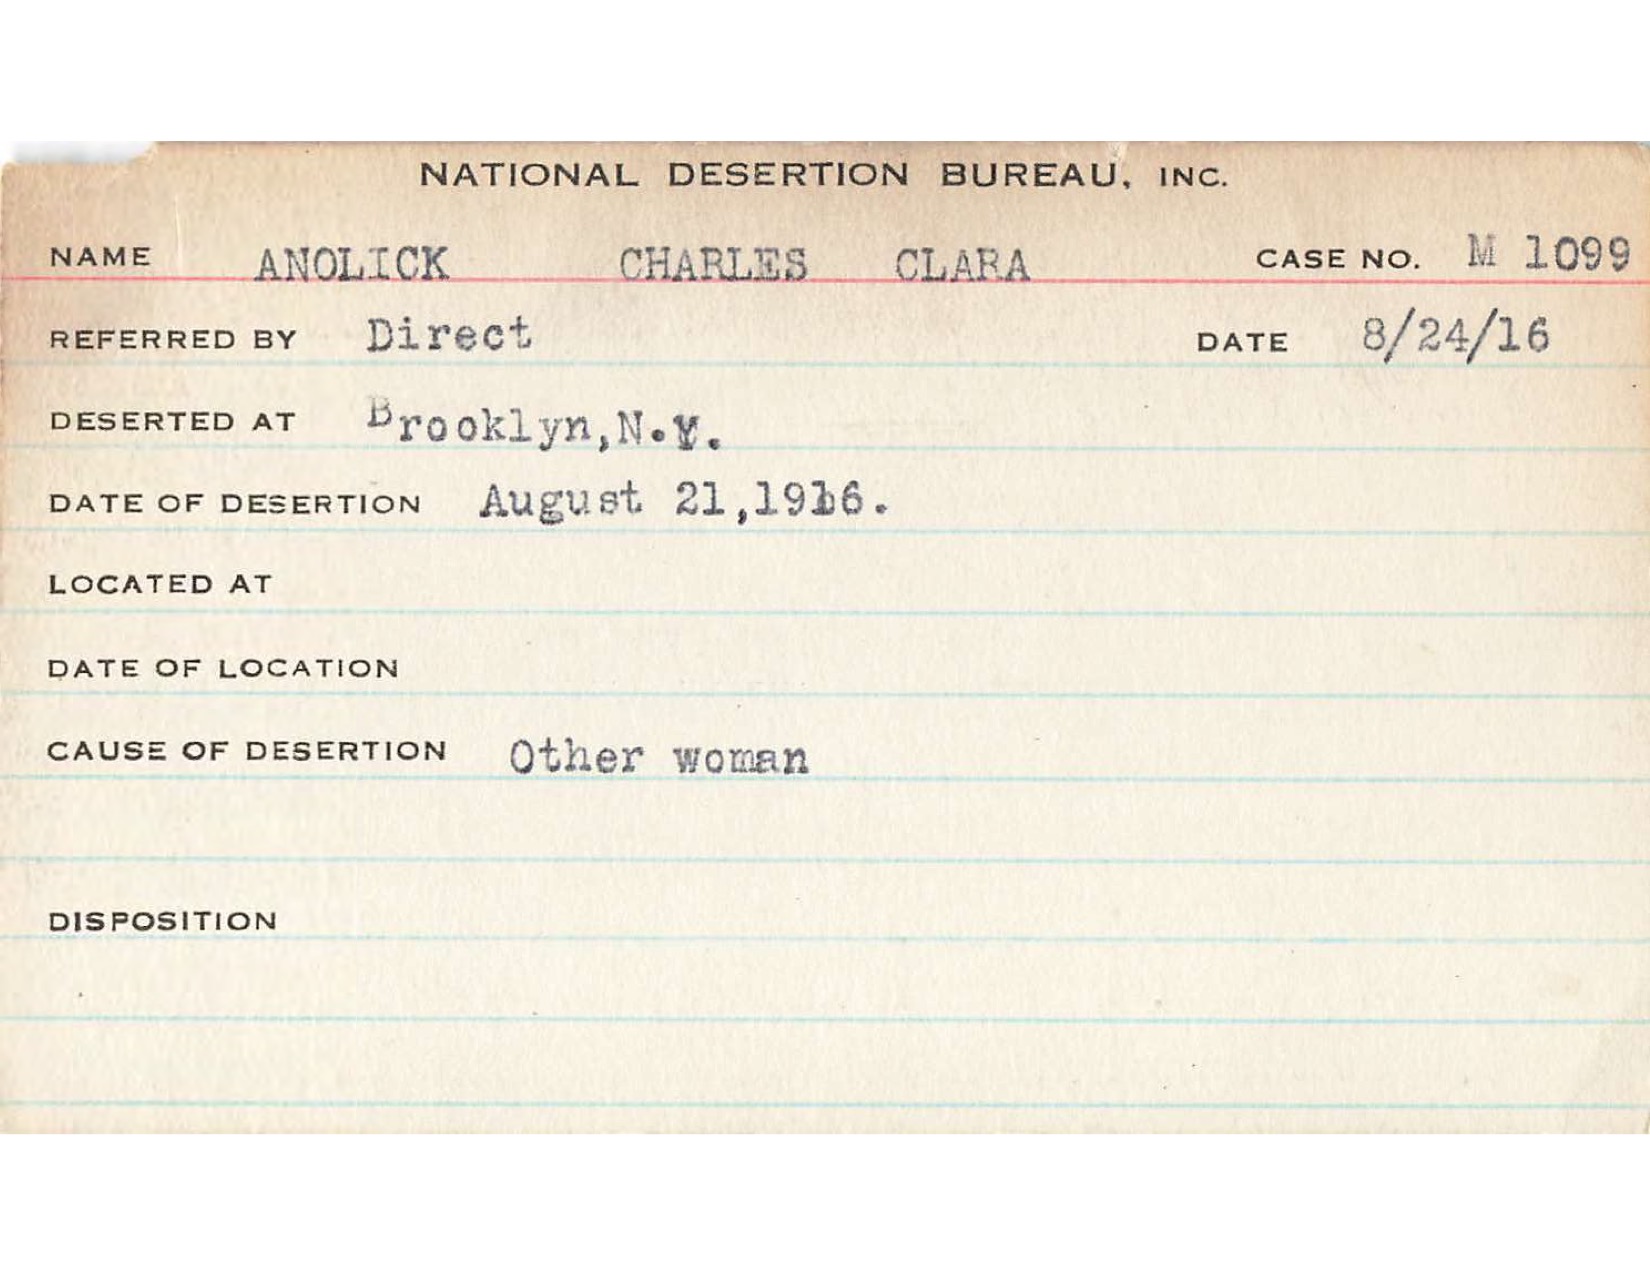 NATIONAL DESERTION BUREAU, INC.
NAME ANOLICK CHARLES CLARA CASE NO. M 1099
REFERRED BY Direct DATE 8/24/16
DESERTED AT Brooklyn,N.Y.
DATE OF DESERTION August 21,1916.
LOCATED AT
DATE OF LOCATION
CAUSE OF DESERTION Other woman
DISPOSITION